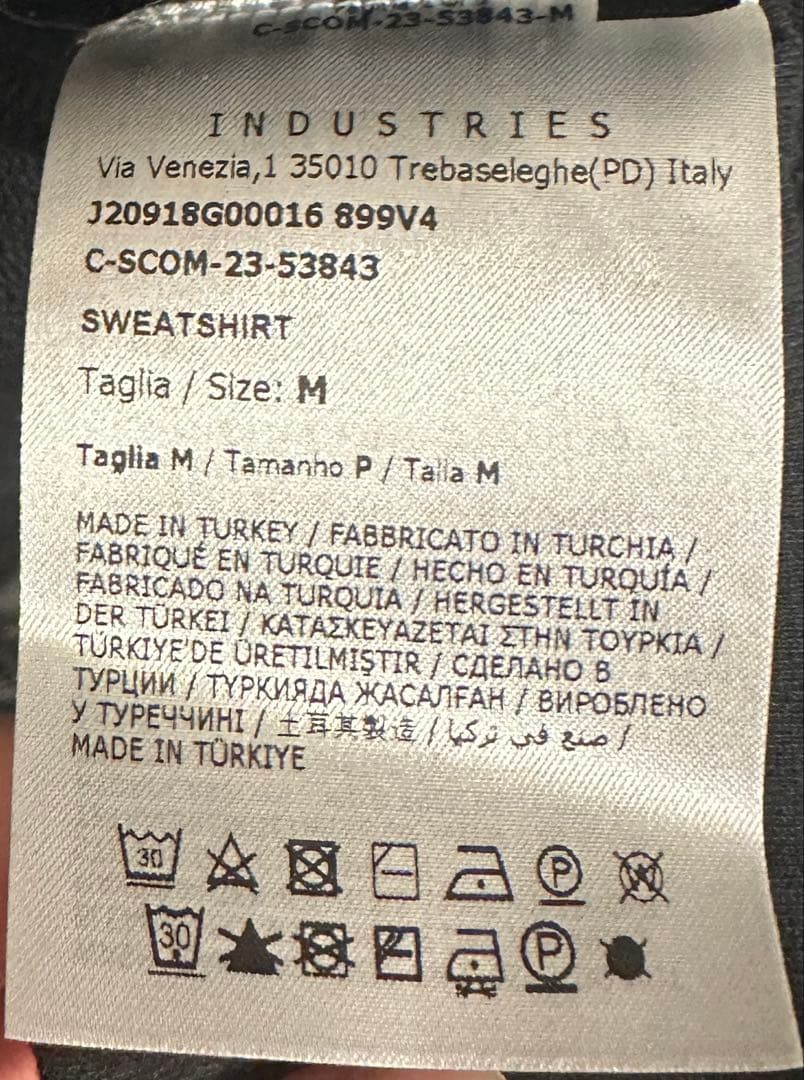 C-SCOM-23-53843-M
INDUSTRIES
Via Venezia,1 35010 Trebaseleghe(PD) Italy
J20918G00016 899V4
C-SCOM-23-53843
SWEATSHIRT
Taglia / Size: M
Taglia M / Tamanho P / Talla M
MADE IN TURKEY / FABBRICATO IN TURCHIA /
FABRIQUÉ EN TURQUIE / HECHO EN TURQUÍA /
FABRICADO NA TURQUIA / HERGESTELLT IN
DER TÜRKEI / ΚΑΤΑΣΚΕΥΑΖΕΤΑΙ ΣΤΗΝ ΤΟΥΡΚΙΑ /
TÜRKIYE'DE ÜRETILMIŞTIR / СДЕЛАНО В
ТУРЦИИ / ТҮРКИЯДА ЖАСАЛҒАН / ВИРОБЛЕНО
У ТУРЕЧЧИНІ / 土耳其製造 / صنع في تركيا /
MADE IN TÜRKIYE
30 P W
30 P